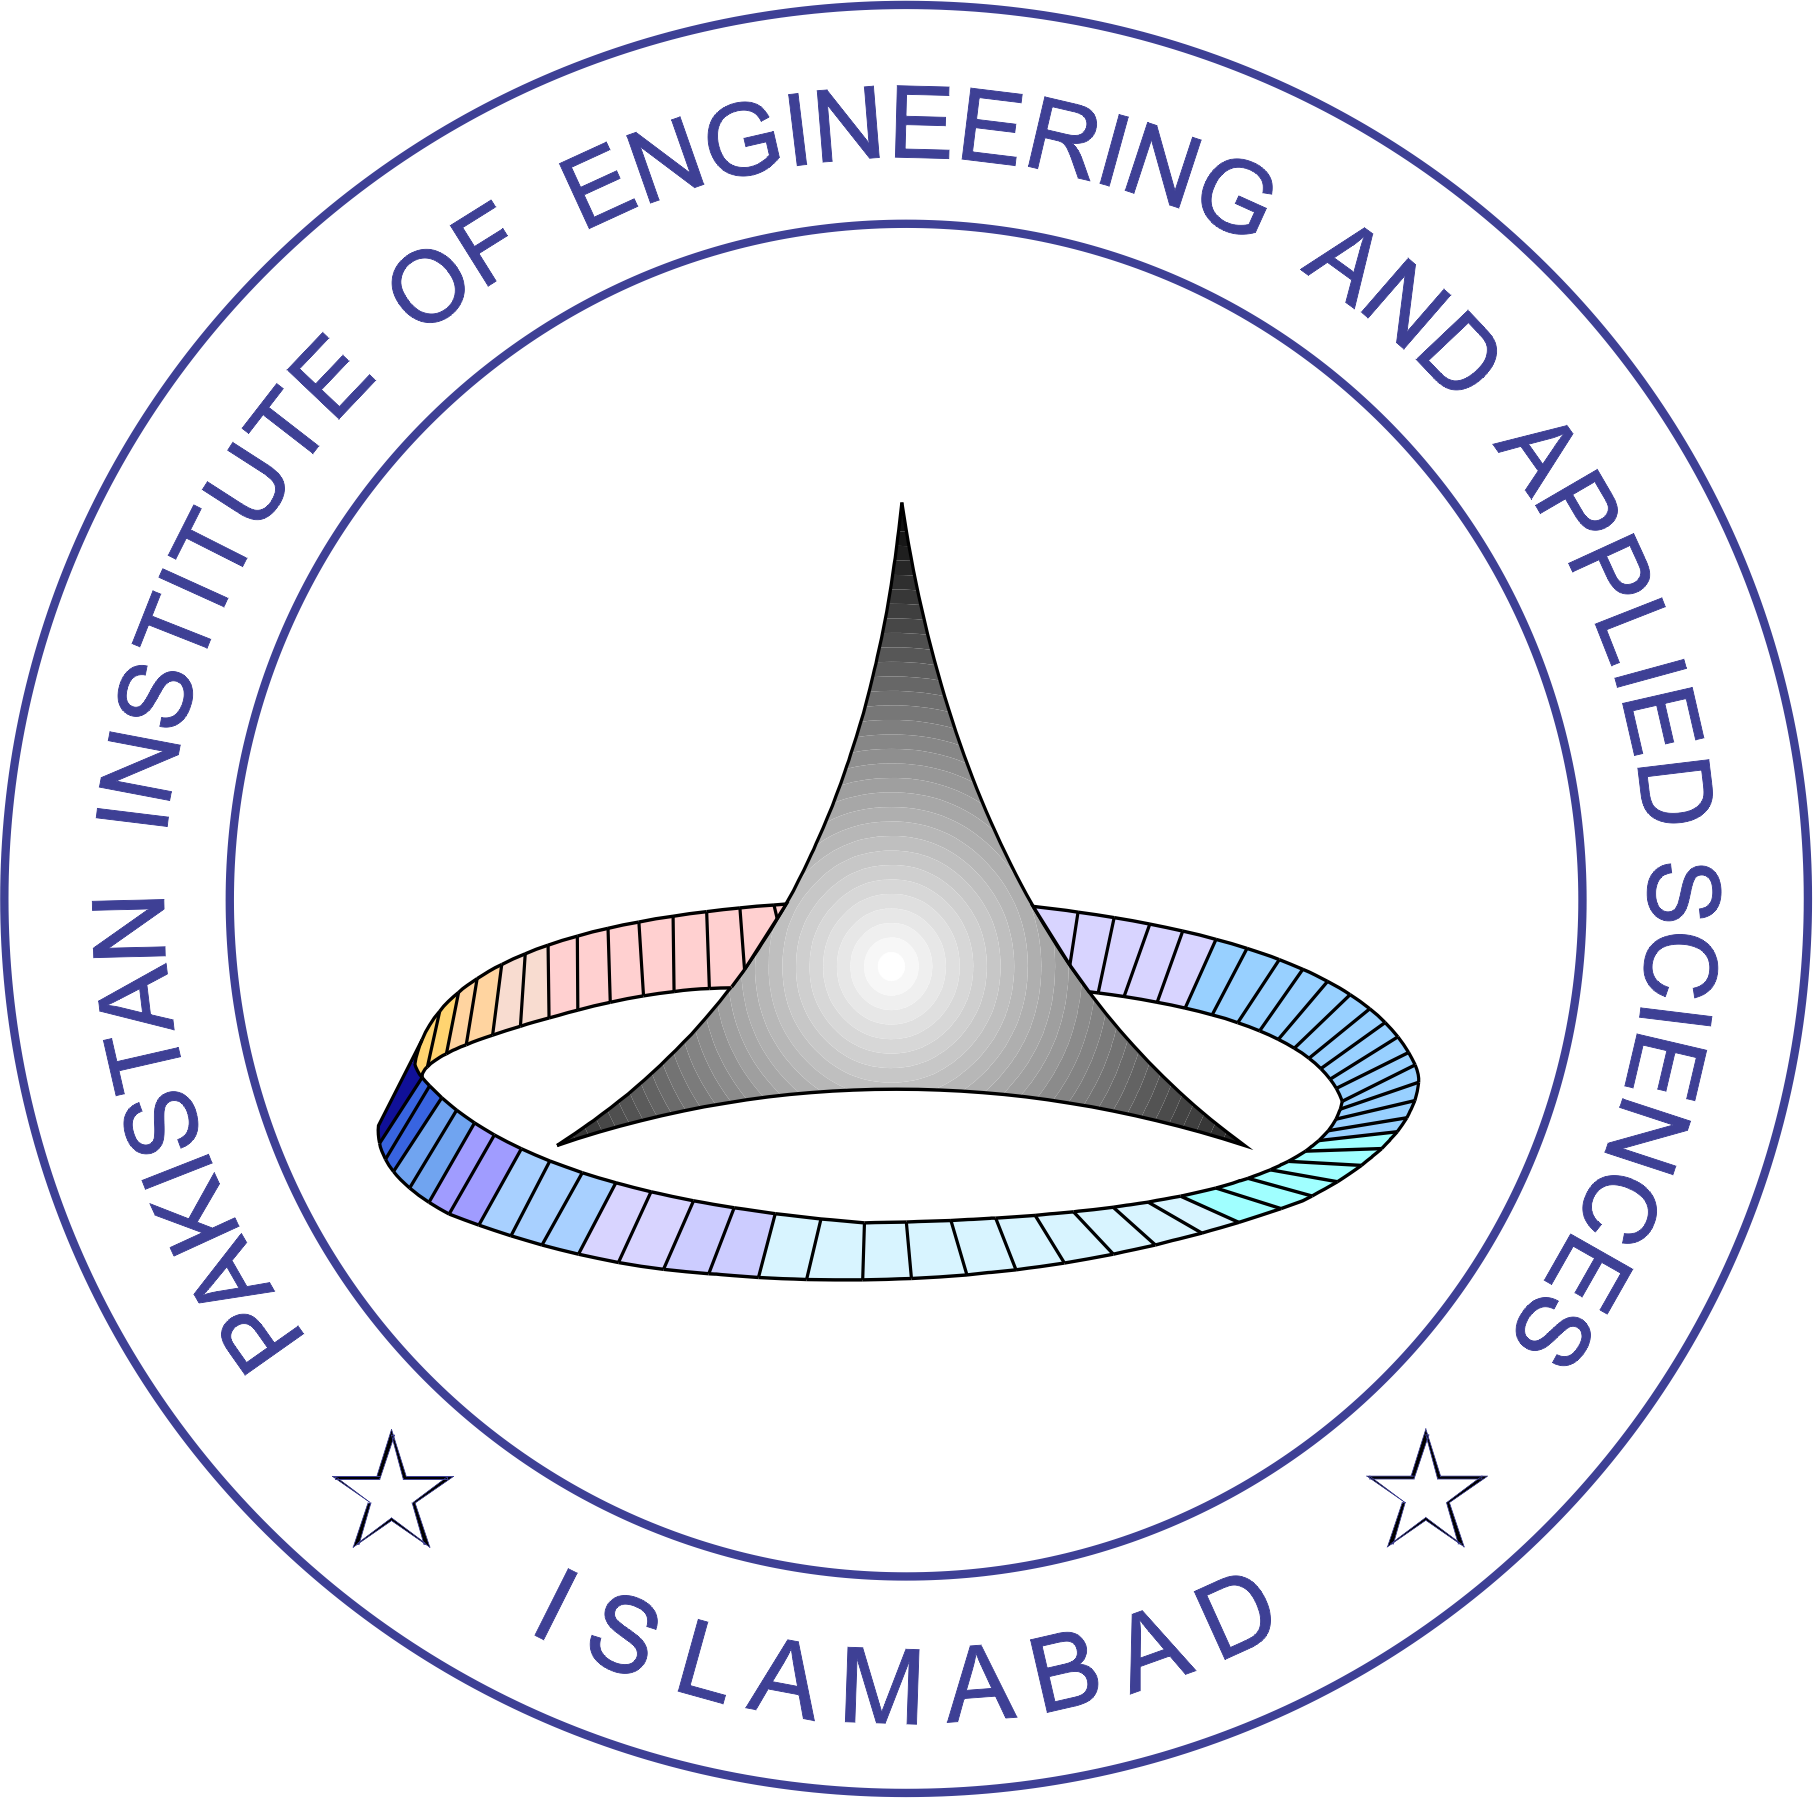 PAKISTAN INSTITUTE OF ENGINEERING AND APPLIED SCIENCES
ISLAMABAD